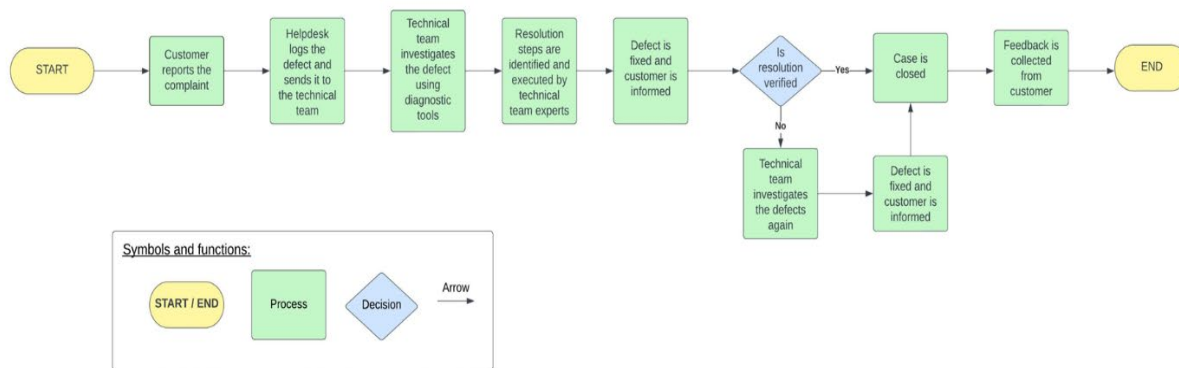 START
Customer
reports the
complaint
Helpdesk
logs the
defect and
sends it to
the technical
team
Technical
team
investigates
the defect
using
diagnostic
tools
Resolution
steps are
identified and
executed by
technical
team experts
Defect is
fixed and
customer is
informed
Is
resolution
verified
Yes
Case is
closed
Feedback is
collected
from
customer
END
No
Technical
team
investigates
the defects
again
Defect is
fixed and
customer is
informed
Symbols and functions:
START / END
Process
Decision
Arrow